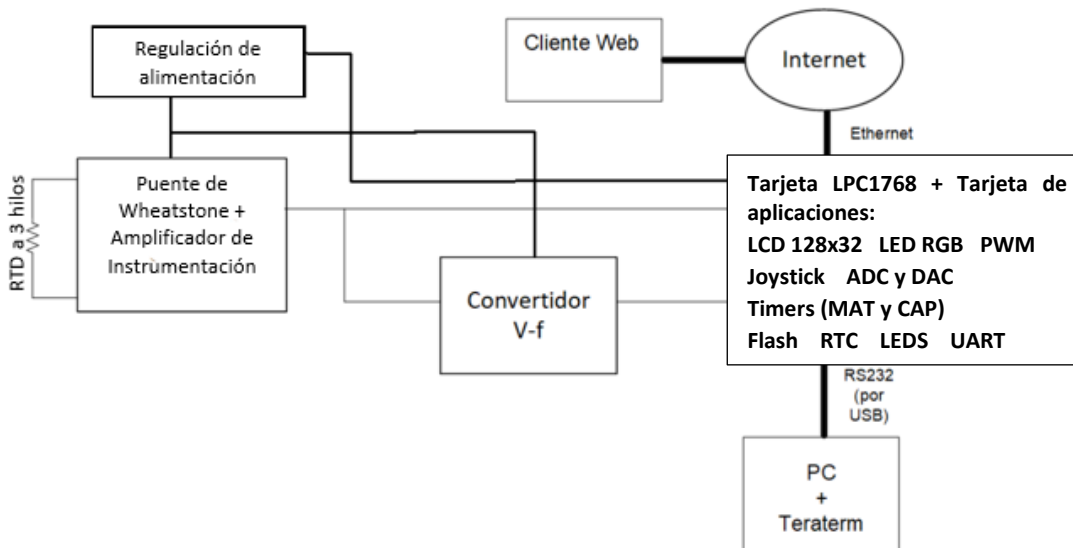 Regulación de
alimentación
Cliente Web
Internet
Ethernet
RTD a 3 hilos
Puente de
Wheatstone +
Amplificador de
Instrumentación
Convertidor
V-f
Tarjeta LPC1768 + Tarjeta de
aplicaciones:
LCD 128x32 LED RGB PWM
Joystick ADC y DAC
Timers (MAT y CAP)
Flash RTC LEDS UART
RS232
(por
USB)
PC
+
Teraterm